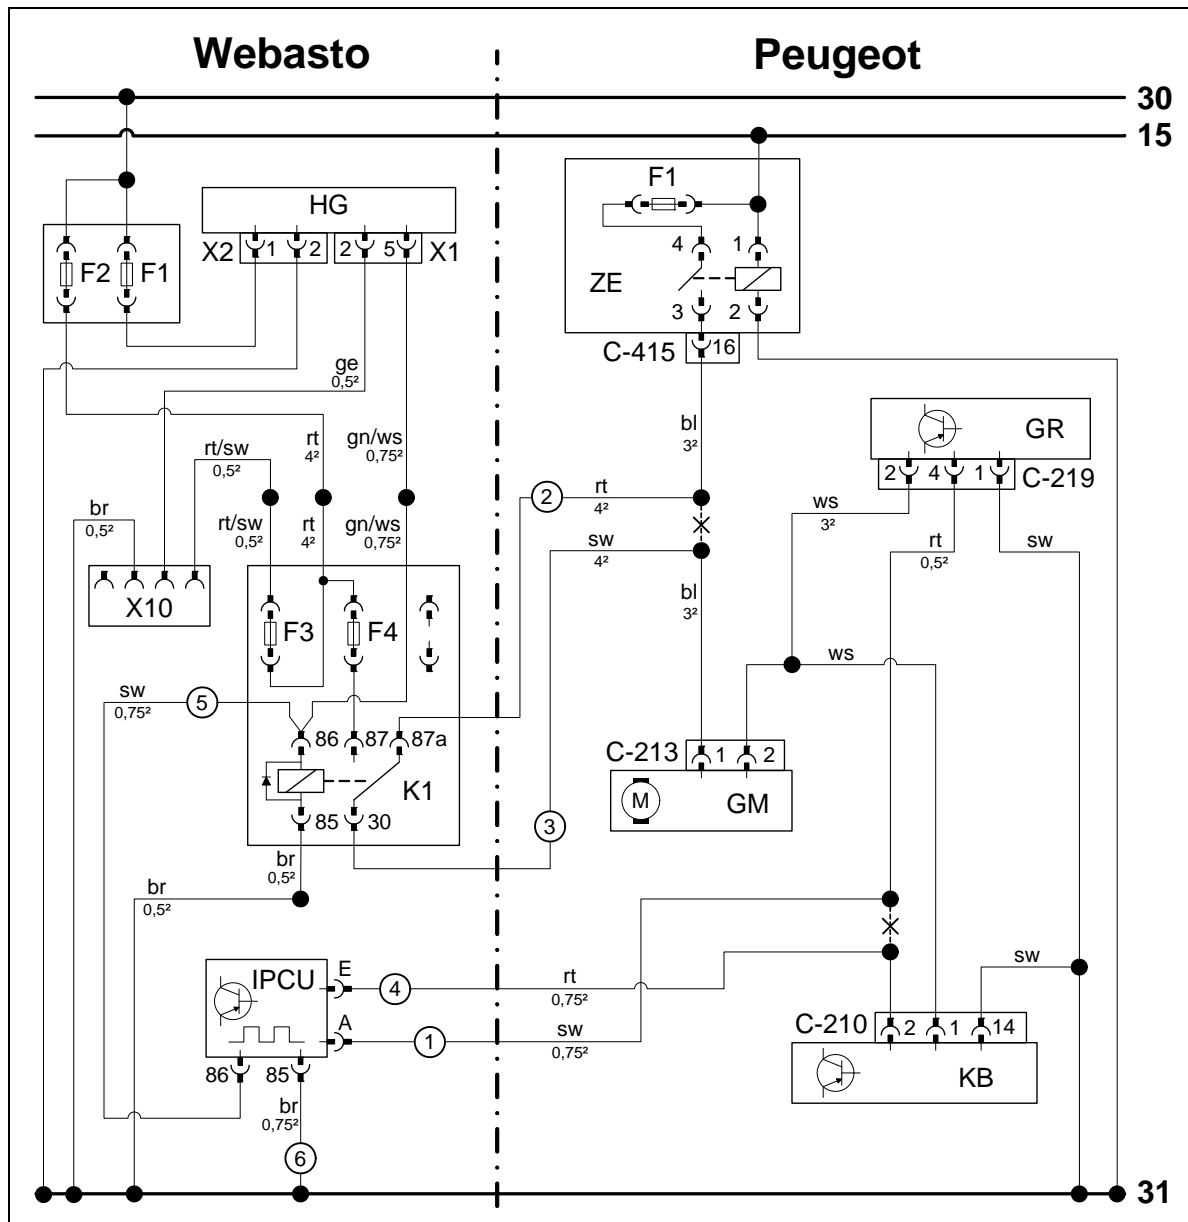 Webasto
Peugeot
30
15
F1
HG
X2
1
2
2
5
X1
4
1
F2
F1
ZE
3
2
C-415
16
ge
0,5²
bl
3²
GR
rt/sw
0,5²
rt
4²
gn/ws
0,75²
2
4
1
C-219
br
0,5²
2
rt
4²
ws
3²
rt/sw
0,5²
rt
4²
gn/ws
0,75²
sw
4²
rt
0,5²
sw
bl
3²
X10
F3
F4
ws
sw
0,75²
5
86
87
87a
C-213
1
2
K1
M
GM
85
30
3
br
0,5²
br
0,5²
IPCU
E
4
rt
0,75²
sw
A
1
sw
0,75²
C-210
2
1
14
86
85
KB
br
0,75²
6
31